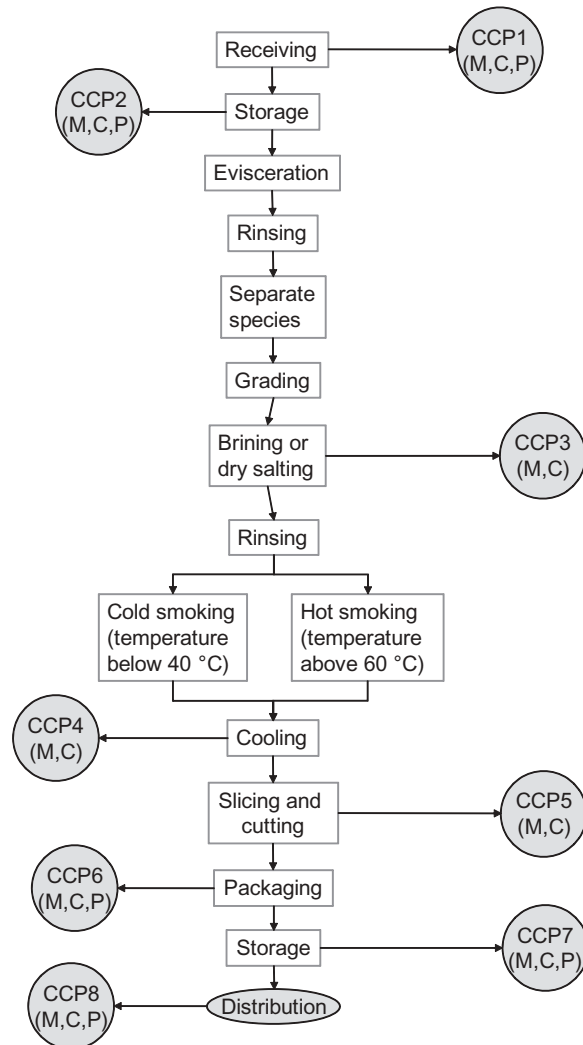 Receiving
CCP1
(M,C,P)
CCP2
(M,C,P)
Storage
Evisceration
Rinsing
Separate
species
Grading
Brining or
dry salting
CCP3
(M,C)
Rinsing
Cold smoking
(temperature
below 40 °C)
Hot smoking
(temperature
above 60 °C)
CCP4
(M,C)
Cooling
Slicing and
cutting
CCP5
(M,C)
CCP6
(M,C,P)
Packaging
Storage
CCP7
(M,C,P)
CCP8
(M,C,P)
Distribution